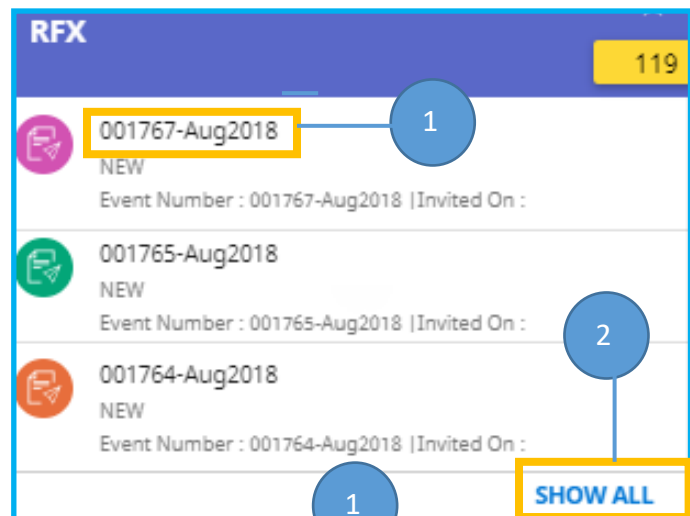 RFX
119
001767-Aug2018
1
NEW
Event Number : 001767-Aug2018 |Invited On :
001765-Aug2018
NEW
Event Number : 001765-Aug2018 |Invited On :
2
001764-Aug2018
NEW
Event Number : 001764-Aug2018 |Invited On :
1
SHOW ALL